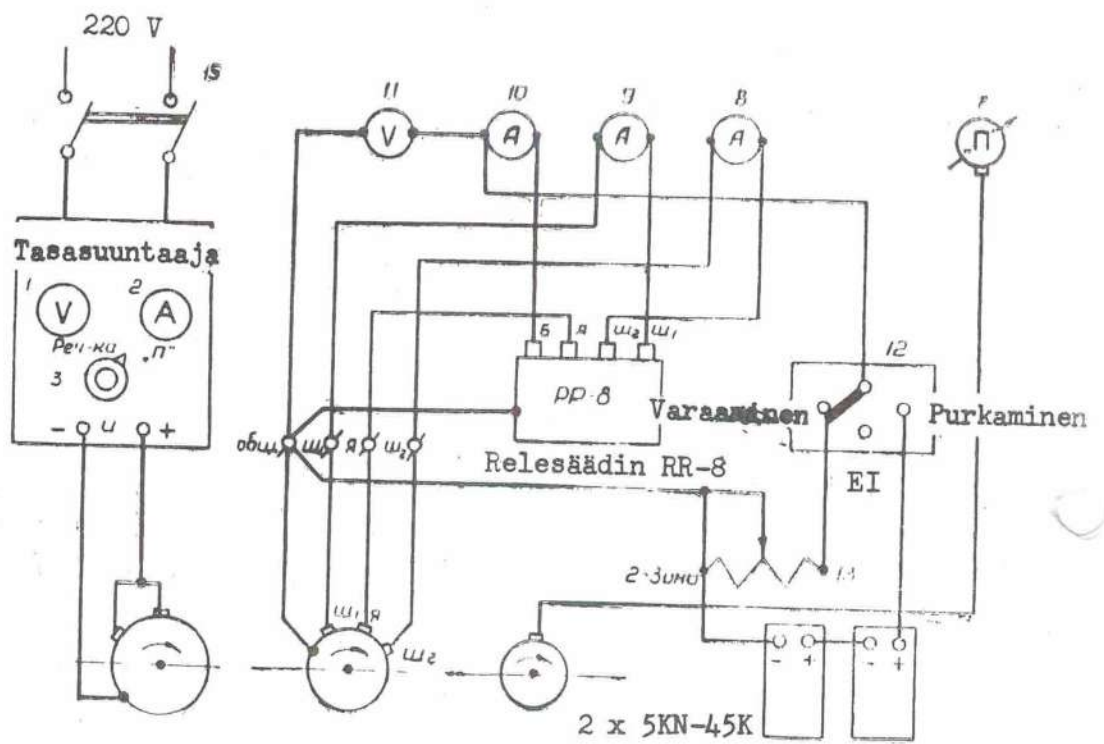 220 V
15
11
10
9
8
V
A
A
A
„П"
Tasasuuntaaja
1
2
V
A
„П"
3
- и +
Б
Я
Ш₂
Ш₁
РР-8
12
Varaaminen
Purkaminen
EI
общ.
Я
Ш₂
Relesäädin RR-8
13
Ш₁
Я
Ш₂
- +
- +
2 x 5KN-45K